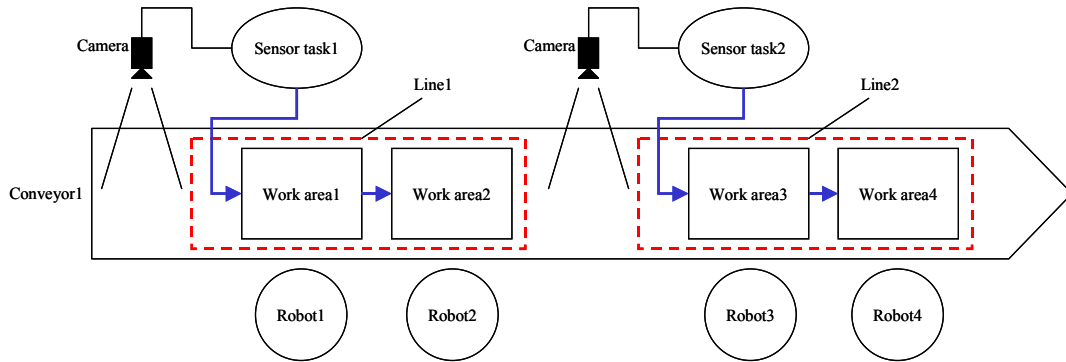 Camera
Sensor task1
Line1
Camera
Sensor task2
Line2
Conveyor1
Work area1
Work area2
Work area3
Work area4
Robot1
Robot2
Robot3
Robot4